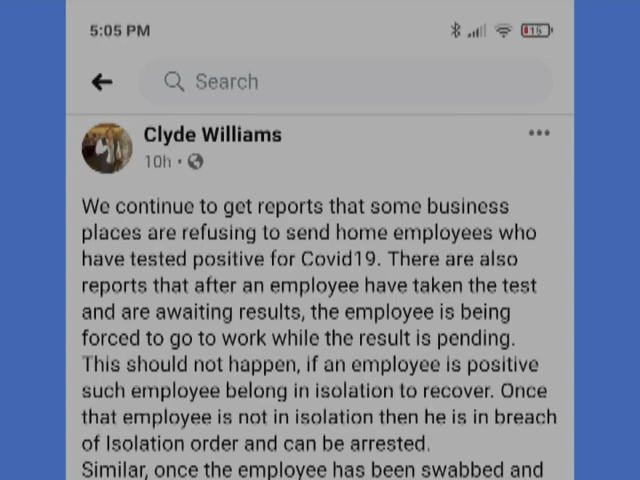 5:05 PM
15
Search
Clyde Williams
10h •
We continue to get reports that some business
places are refusing to send home employees who
have tested positive for Covid19. There are also
reports that after an employee have taken the test
and are awaiting results, the employee is being
forced to go to work while the result is pending.
This should not happen, if an employee is positive
such employee belong in isolation to recover. Once
that employee is not in isolation then he is in breach
of Isolation order and can be arrested.
Similar, once the employee has been swabbed and